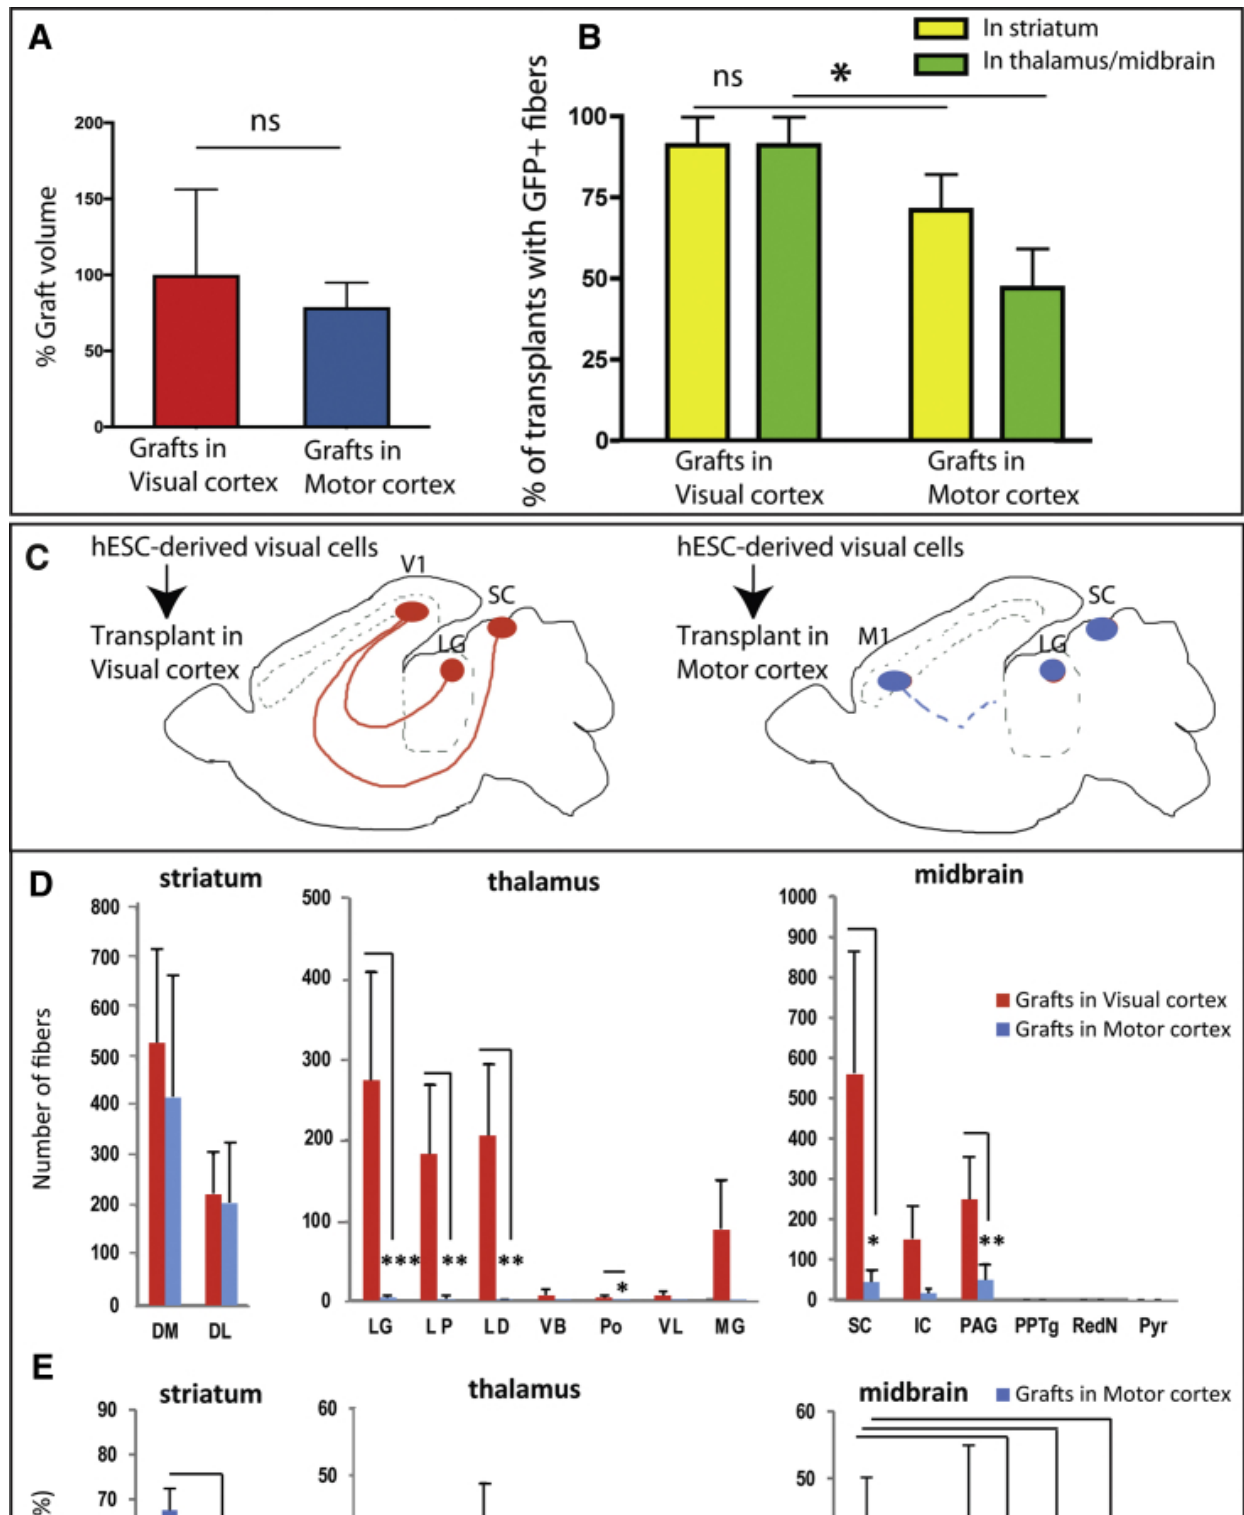 A
ns
200
150
100
50
0
% Graft volume
Grafts in
Visual cortex
Grafts in
Motor cortex
B
In striatum
In thalamus/midbrain
ns
*
100
75
50
25
0
% of transplants with GFP+ fibers
Grafts in
Visual cortex
Grafts in
Motor cortex
C
hESC-derived visual cells
Transplant in
Visual cortex
V1
SC
LG
hESC-derived visual cells
Transplant in
Motor cortex
M1
SC
LG
D
striatum
800
700
600
500
400
300
200
100
0
Number of fibers
DM DL
thalamus
500
400
300
200
100
0
*** ** ** *
LG LP LD VB Po VL MG
midbrain
1000
900
800
700
600
500
400
300
200
100
0
Grafts in Visual cortex
Grafts in Motor cortex
* **
SC IC PAG PPTg RedN Pyr
E
striatum
90
80
70
%)
thalamus
60
50
midbrain
Grafts in Motor cortex
60
50